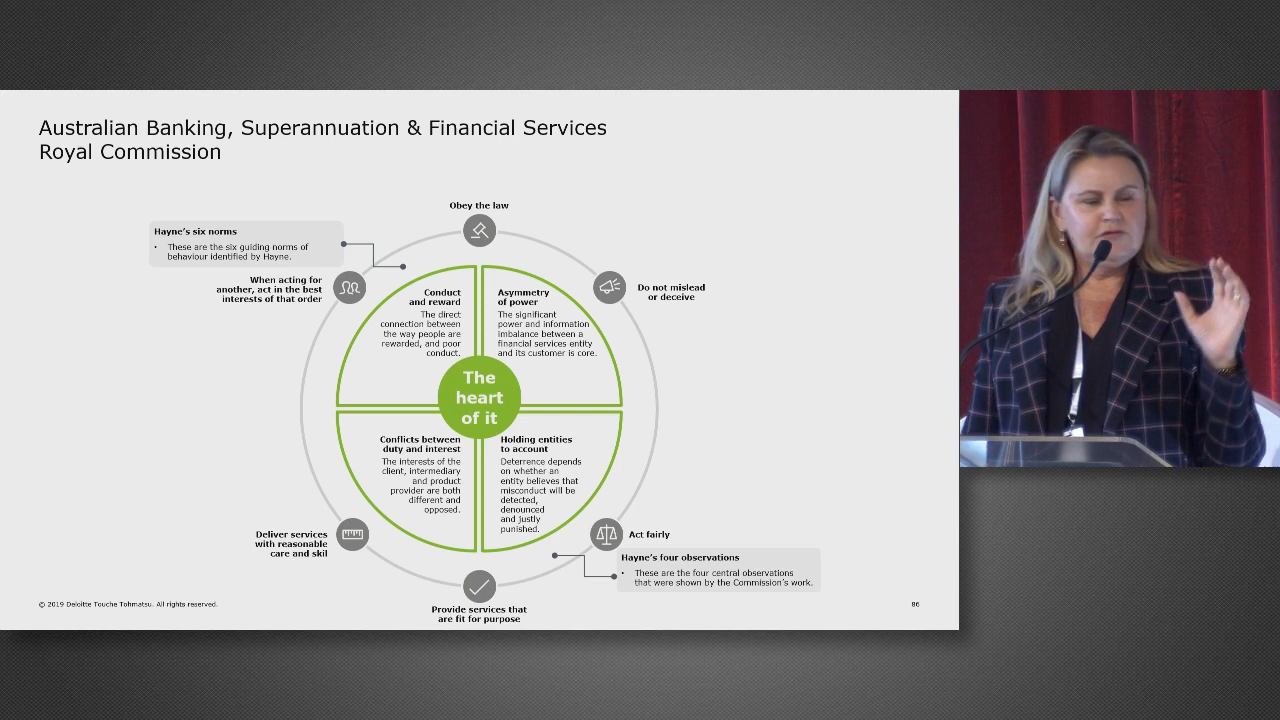 Australian Banking, Superannuation & Financial Services
Royal Commission
Obey the law
Hayne's six norms
• These are the six guiding norms of
behaviour identified by Hayne.
When acting for
another, act in the best
interests of that order
Do not mislead
or deceive
Conduct
and reward
The direct
connection between
the way people are
rewarded, and poor
conduct.
Asymmetry
of power
The significant
power and information
imbalance between a
financial services entity
and its customer is core.
The
heart
of it
Conflicts between
duty and interest
The interests of the
client, intermediary
and product
provider are both
different and
opposed.
Holding entities
to account
Deterrence depends
on whether an
entity believes that
misconduct will be
detected,
denounced
and justly
punished.
Deliver services
with reasonable
care and skil
Act fairly
Hayne's four observations
• These are the four central observations
that were shown by the Commission's work.
Provide services that
are fit for purpose
© 2019 Deloitte Touche Tohmatsu. All rights reserved.
86